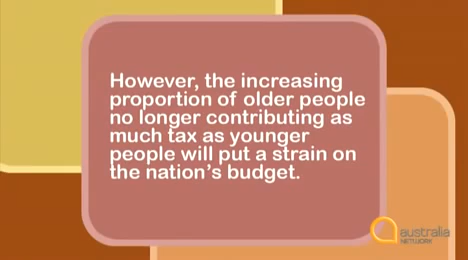 However, the increasing
proportion of older people
no longer contributing as
much tax as younger
people will put a strain on
the nation's budget.
australia
NETWORK